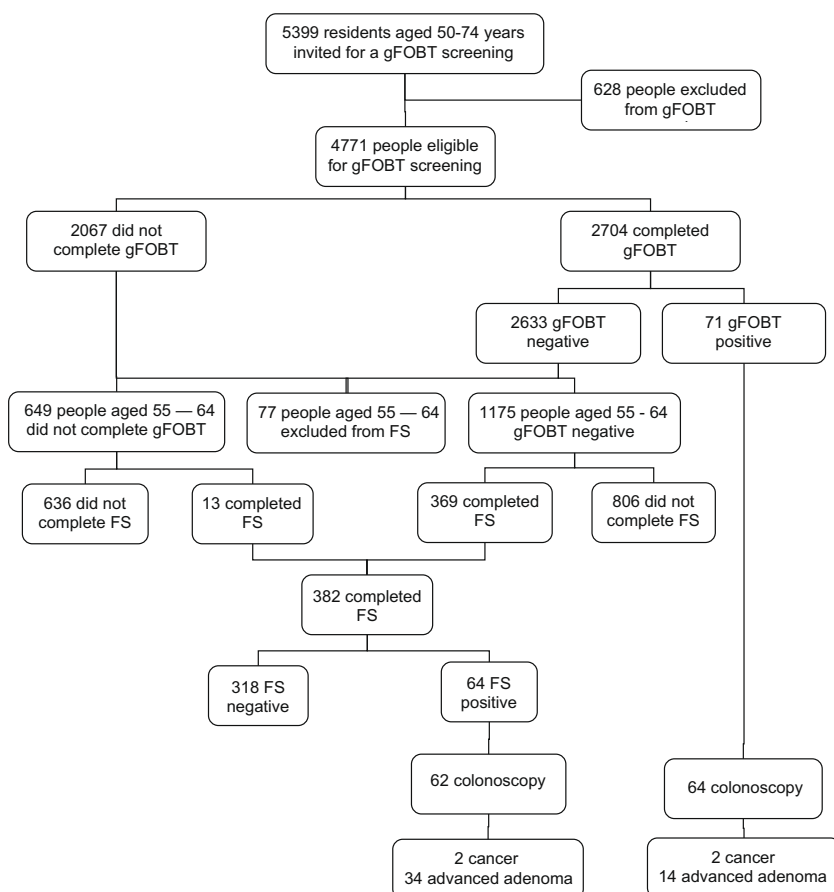 5399 residents aged 50-74 years
invited for a gFOBT screening
628 people excluded
from gFOBT
4771 people eligible
for gFOBT screening
2067 did not
complete gFOBT
2704 completed
gFOBT
2633 gFOBT
negative
71 gFOBT
positive
649 people aged 55 — 64
did not complete gFOBT
77 people aged 55 — 64
excluded from FS
1175 people aged 55 - 64
gFOBT negative
636 did not
complete FS
13 completed
FS
369 completed
FS
806 did not
complete FS
382 completed
FS
318 FS
negative
64 FS
positive
62 colonoscopy
64 colonoscopy
2 cancer
34 advanced adenoma
2 cancer
14 advanced adenoma